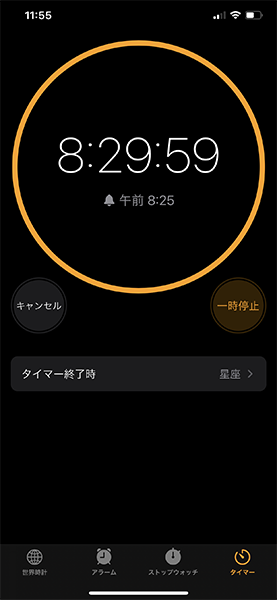 11:55
8:29:59
午前 8:25
キャンセル
一時停止
タイマー終了時
星座
世界時計
アラーム
ストップウォッチ
タイマー